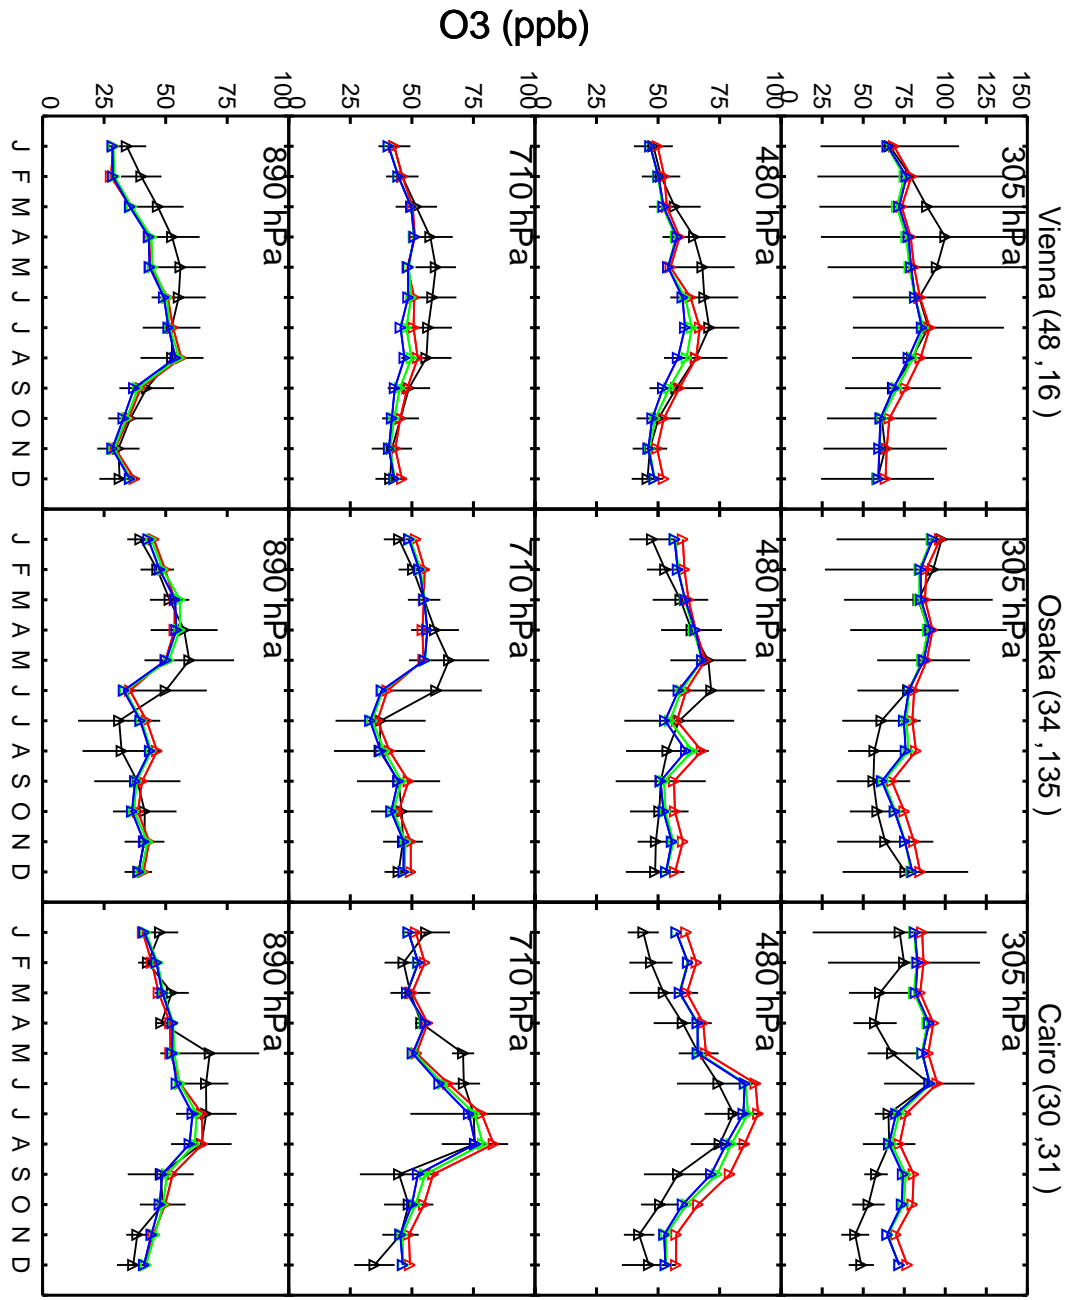 O3 (ppb)
0 25 50 75 100
0 25 50 75 100
0 25 50 75 100
0 25 50 75 100 125 150
Vienna (48 ,16 )
305 hPa
480 hPa
710 hPa
890 hPa
J F M A M J J A S O N D
Osaka (34 ,135 )
305 hPa
480 hPa
710 hPa
890 hPa
J F M A M J J A S O N D
Cairo (30 ,31 )
305 hPa
480 hPa
710 hPa
890 hPa
J F M A M J J A S O N D